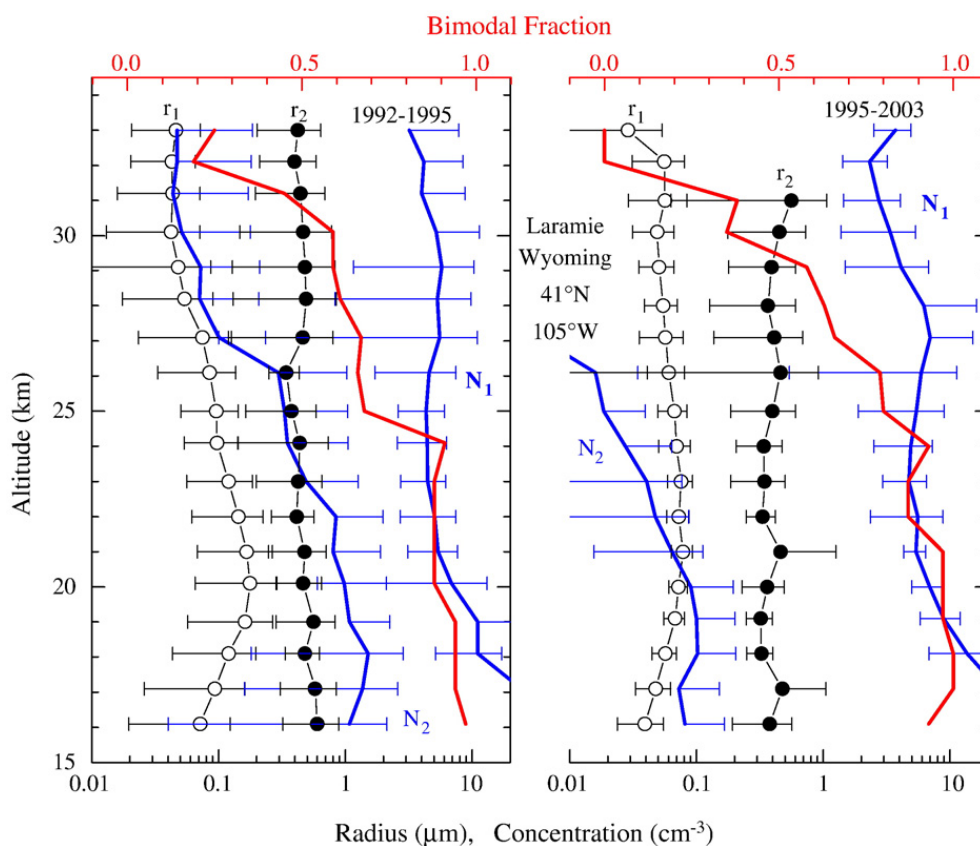 Bimodal Fraction
0.0 0.5 1.0 0.0 0.5 1.0
r1 r2 1992-1995 r1 1995-2003
r2
N1
Laramie
Wyoming
41°N
105°W
N1
N2
N2
Altitude (km)
30
25
20
15
0.01 0.1 1 10 0.01 0.1 1 10
Radius (μm), Concentration (cm-3)